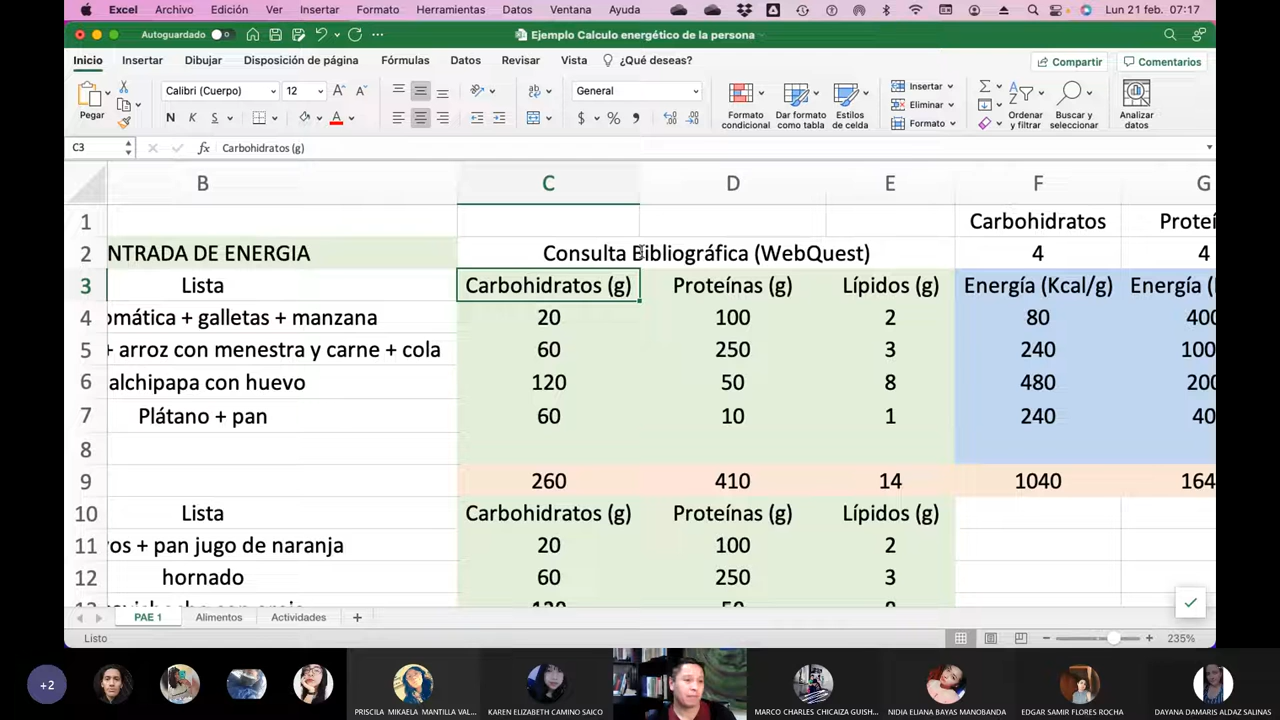 Excel Archivo Edición Ver Insertar Formato Herramientas Datos Ventana Ayuda Lun 21 feb. 07:17
Autoguardado Ejemplo Calculo energético de la persona
Inicio Insertar Dibujar Disposición de página Fórmulas Datos Revisar Vista ¿Qué deseas? Compartir Comentarios
Pegar Calibri (Cuerpo) 12 General Formato condicional Dar formato como tabla Estilos de celda Insertar Eliminar Formato Ordenar y filtrar Buscar y seleccionar Analizar datos
N K S
C3 fx Carbohidratos (g)
B C D E F G
1 Carbohidratos Proteí
2 NTRADA DE ENERGIA Consulta Bibliográfica (WebQuest) 4 4
3 Lista Carbohidratos (g) Proteínas (g) Lípidos (g) Energía (Kcal/g) Energía (
4 omática + galletas + manzana 20 100 2 80 400
5 + arroz con menestra y carne + cola 60 250 3 240 100
6 alchipapa con huevo 120 50 8 480 200
7 Plátano + pan 60 10 1 240 40
8
9 260 410 14 1040 164
10 Lista Carbohidratos (g) Proteínas (g) Lípidos (g)
11 os + pan jugo de naranja 20 100 2
12 hornado 60 250 3
PAE 1 Alimentos Actividades +
Listo 235%
+2
PRISCILA MIKAELA MANTILLA VAL... KAREN ELIZABETH CAMINO SAICO MARCO CHARLES CHICAIZA GUISH... NIDIA ELIANA BAYAS MANOBANDA EDGAR SAMIR FLORES ROCHA DAYANA DAMARIS ALDAZ SALINAS